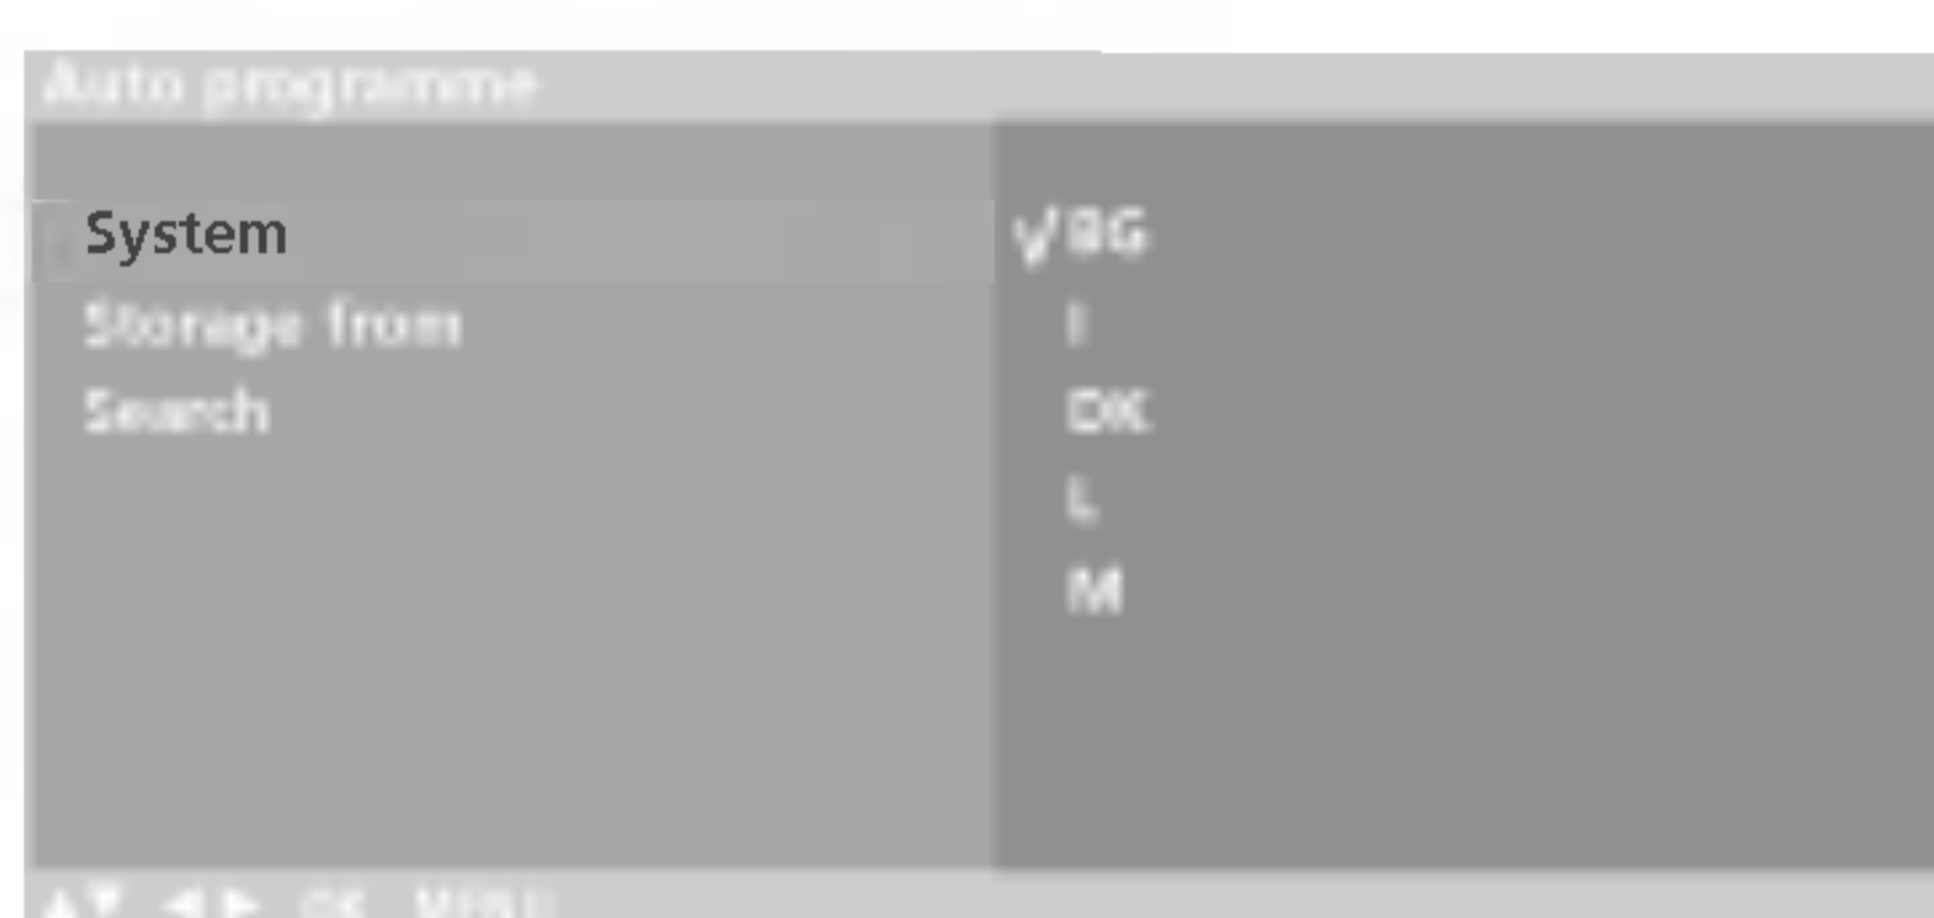 Auto programme
System √BG
Storage from I
Search DK
L
M
▲▼ ◀▶ OK MENU